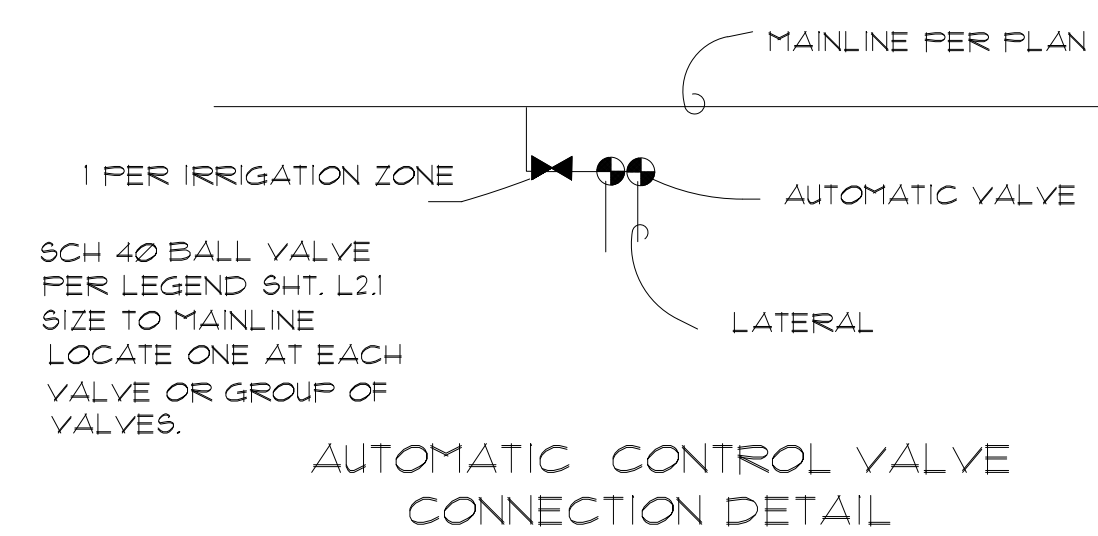 MAINLINE PER PLAN
1 PER IRRIGATION ZONE
AUTOMATIC VALVE
SCH 40 BALL VALVE
PER LEGEND SHT. L2.1
SIZE TO MAINLINE
LOCATE ONE AT EACH
VALVE OR GROUP OF
VALVES.
LATERAL
AUTOMATIC CONTROL VALVE
CONNECTION DETAIL